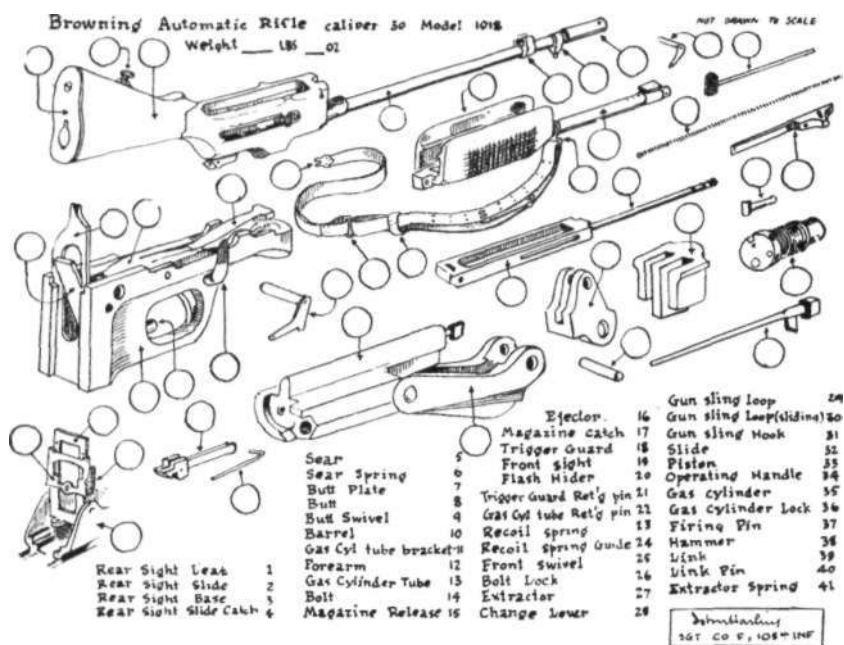 Browning Automatic Rifle caliber 30 Model 1918
Weight ___ LBS __ OZ
NOT DRAWN TO SCALE
Rear Sight Leaf 1
Rear Sight Slide 2
Rear Sight Base 3
Rear Sight Slide Catch 4
Sear 5
Sear Spring 6
Butt Plate 7
Butt 8
Butt Swivel 9
Barrel 10
Gas Cyl tube bracket 11
Forearm 12
Gas Cylinder Tube 13
Bolt 14
Magazine Release 15
Ejector 16
Magazine Catch 17
Trigger Guard 18
Front Sight 19
Flash Hider 20
Trigger Guard Ret'g pin 21
Gas Cyl tube Ret'g pin 22
Recoil spring 23
Recoil spring Guide 24
Front swivel 25
Bolt Lock 26
Extractor 27
Change Lever 28
Gun sling loop 29
Gun sling Loop (sliding) 30
Gun sling Hook 31
Slide 32
Piston 33
Operating Handle 34
Gas cylinder 35
Gas Cylinder Lock 36
Firing Pin 37
Hammer 38
Link 39
Link Pin 40
Extractor Spring 41
SGT CO F, 105th INF